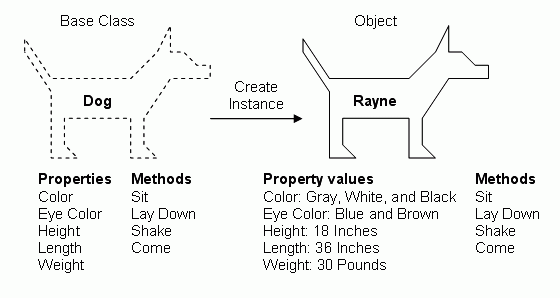 Base Class
Object
Dog
Create
Instance
Rayne
Properties
Color
Eye Color
Height
Length
Weight
Methods
Sit
Lay Down
Shake
Come
Property values
Color: Gray, White, and Black
Eye Color: Blue and Brown
Height: 18 Inches
Length: 36 Inches
Weight: 30 Pounds
Methods
Sit
Lay Down
Shake
Come